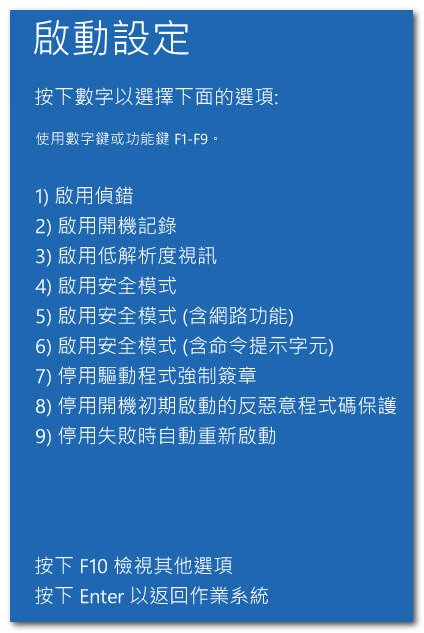 啟動設定
按下數字以選擇下面的選項:
使用數字鍵或功能鍵 F1-F9。
1) 啟用偵錯
2) 啟用開機記錄
3) 啟用低解析度視訊
4) 啟用安全模式
5) 啟用安全模式 (含網路功能)
6) 啟用安全模式 (含命令提示字元)
7) 停用驅動程式強制簽章
8) 停用開機初期啟動的反惡意程式碼保護
9) 停用失敗時自動重新啟動
按下 F10 檢視其他選項
按下 Enter 以返回作業系統